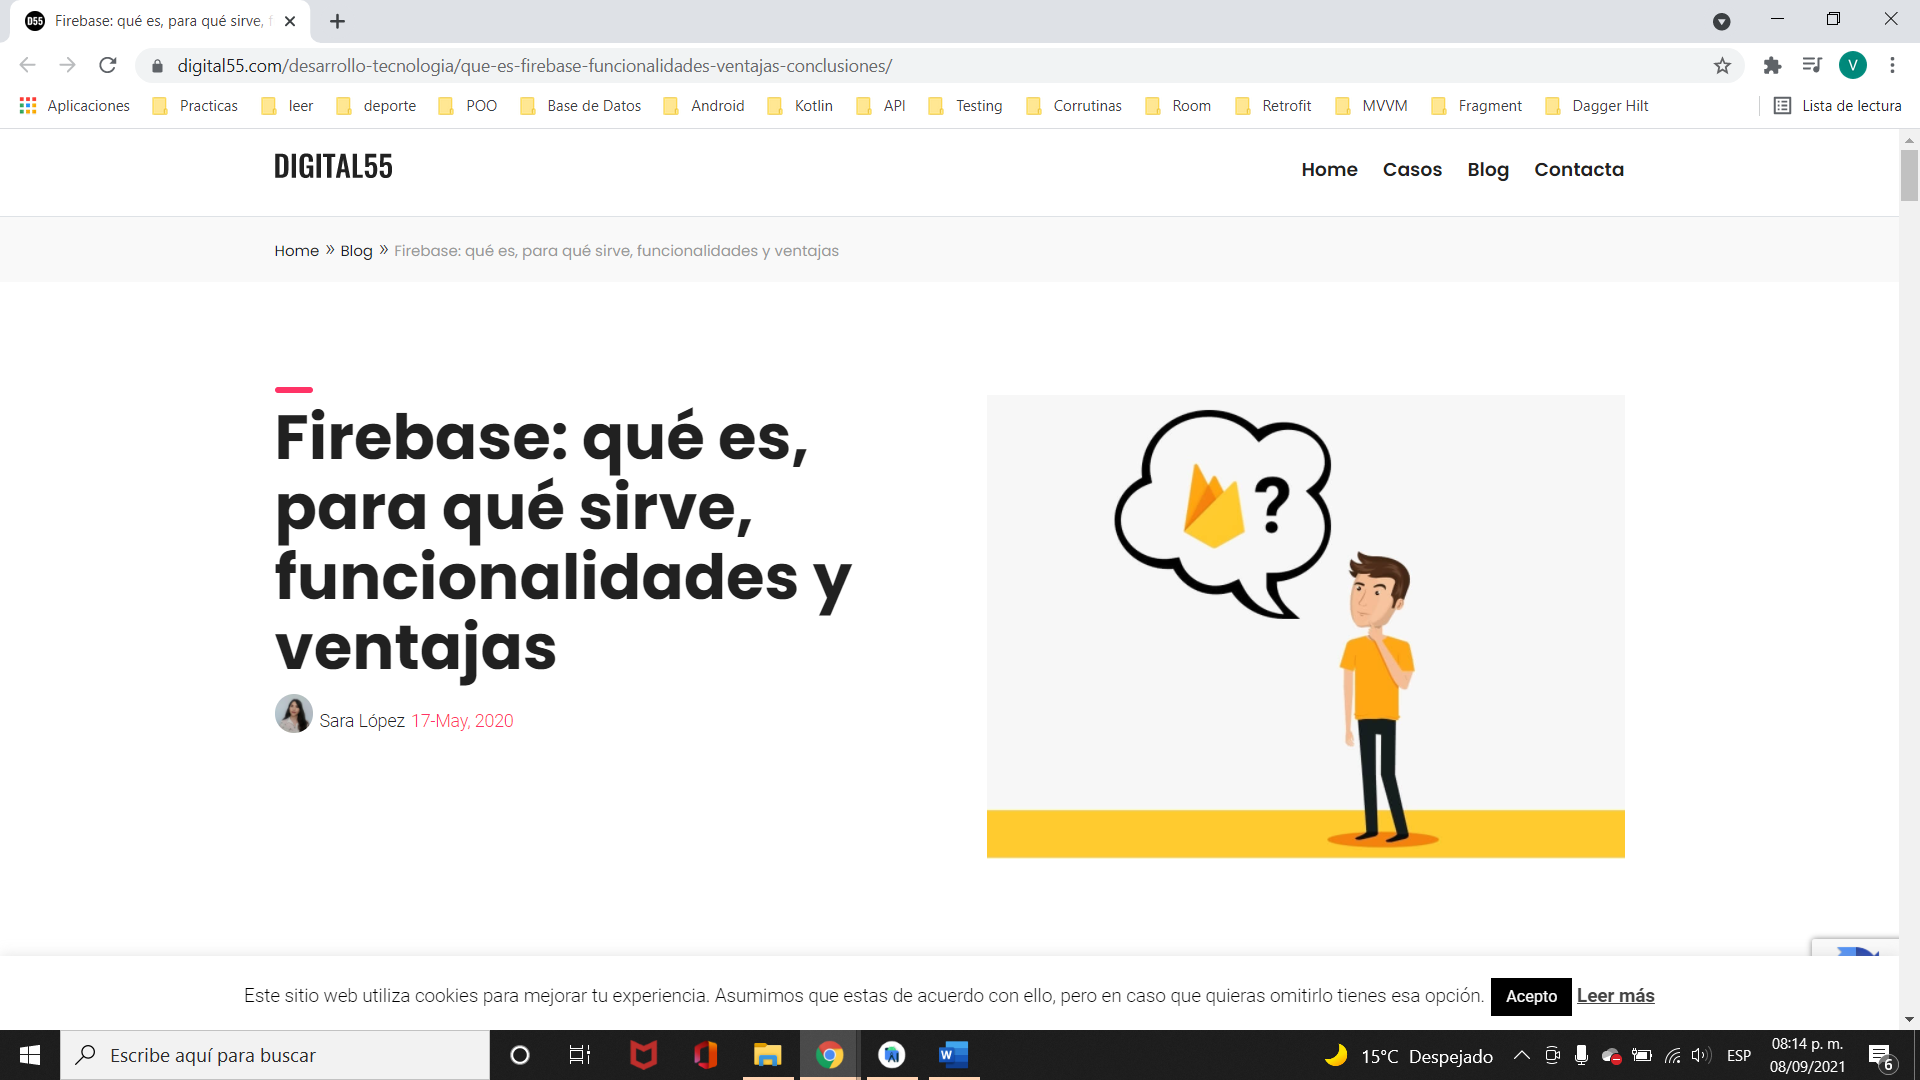 D55 Firebase: qué es, para qué sirve, f
digital55.com/desarrollo-tecnologia/que-es-firebase-funcionalidades-ventajas-conclusiones/
V
Aplicaciones Practicas leer deporte POO Base de Datos Android Kotlin API Testing Corrutinas Room Retrofit MVVM Fragment Dagger Hilt Lista de lectura
DIGITAL55
Home Casos Blog Contacta
Home » Blog » Firebase: qué es, para qué sirve, funcionalidades y ventajas
Firebase: qué es,
para qué sirve,
funcionalidades y
ventajas
?
Sara López 17-May, 2020
Este sitio web utiliza cookies para mejorar tu experiencia. Asumimos que estas de acuerdo con ello, pero en caso que quieras omitirlo tienes esa opción. Acepto Leer más
Escribe aquí para buscar
W
15°C Despejado
ESP
08:14 p. m.
08/09/2021
6